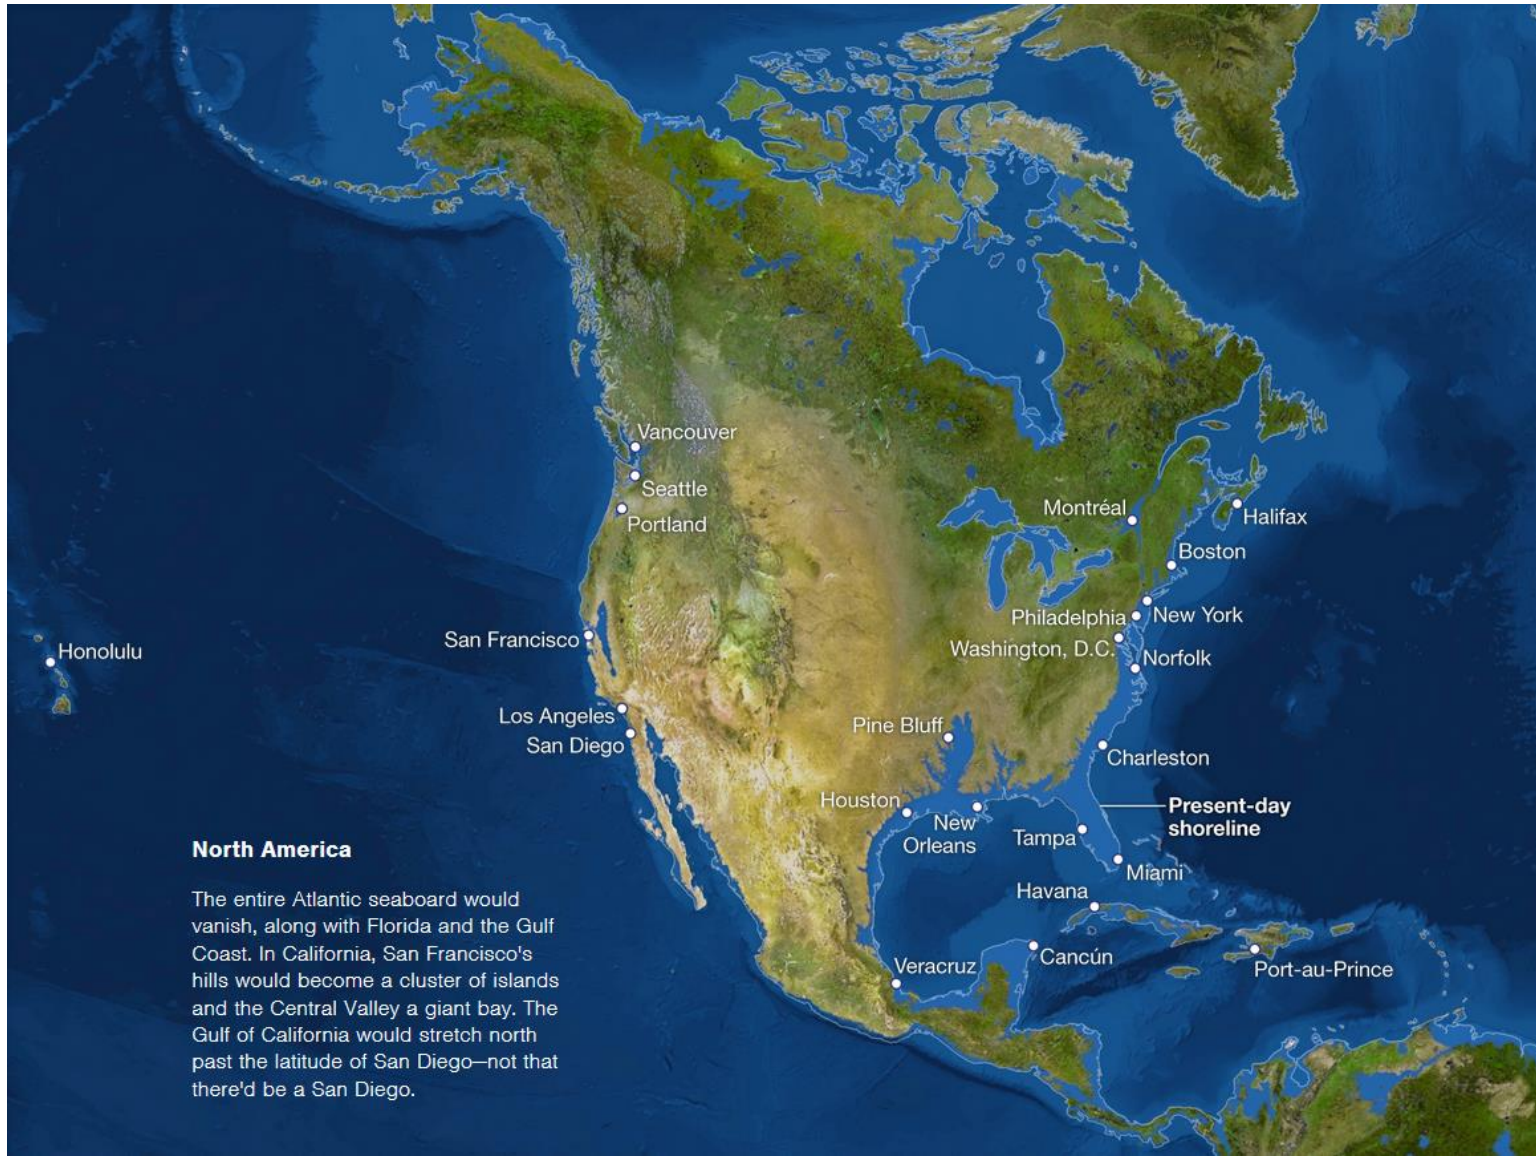 Vancouver
Seattle
Portland
Montréal
Halifax
Boston
Philadelphia
New York
Washington, D.C.
Norfolk
San Francisco
Honolulu
Los Angeles
San Diego
Pine Bluff
Charleston
Houston
New
Orleans
Present-day
shoreline
Tampa
Miami
Havana
Cancún
Veracruz
Port-au-Prince
North America
The entire Atlantic seaboard would
vanish, along with Florida and the Gulf
Coast. In California, San Francisco's
hills would become a cluster of islands
and the Central Valley a giant bay. The
Gulf of California would stretch north
past the latitude of San Diego—not that
there'd be a San Diego.